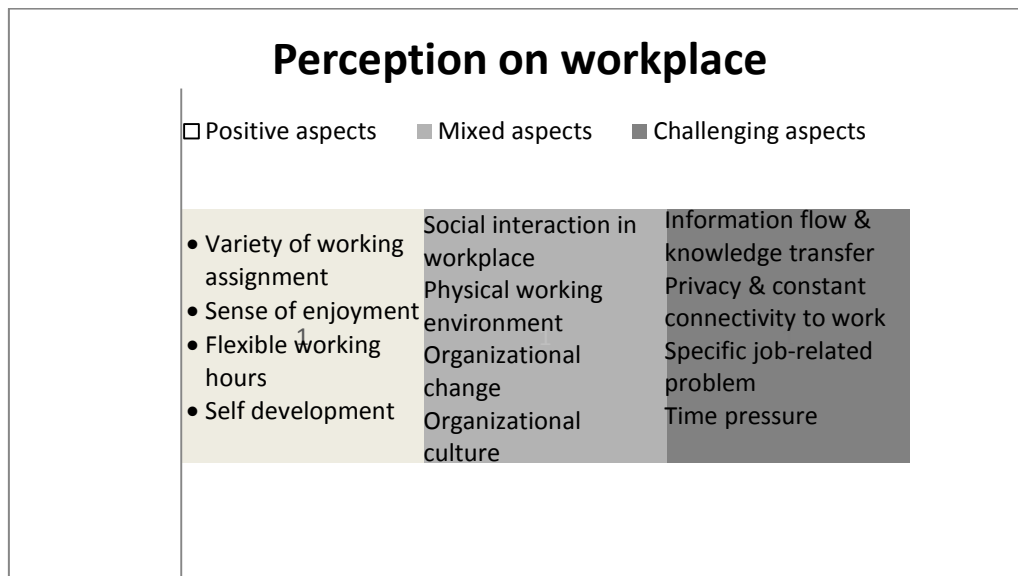 Perception on workplace
Positive aspects
Mixed aspects
Challenging aspects
• Variety of working
assignment
• Sense of enjoyment
• Flexible working
hours
• Self development
1
Social interaction in
workplace
Physical working
environment
Organizational
change
Organizational
culture
1
Information flow &
knowledge transfer
Privacy & constant
connectivity to work
Specific job-related
problem
Time pressure